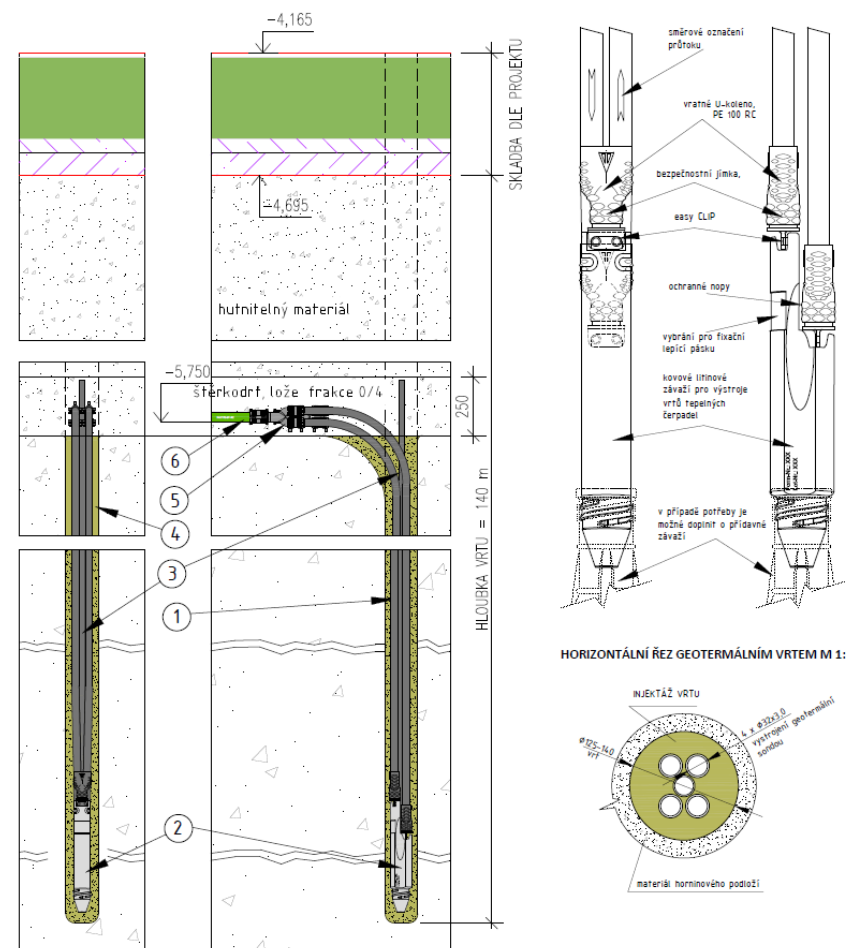 -4,165
SKLADBA DLE PROJEKTU
-4,695
hutnitelný materiál
-5,750
štěrkodrť, lože frakce 0/4
250
6
5
4
3
1
2
HLOUBKA VRTU = 140 m
směrové označení
průtoku
vratné U-koleno,
PE 100 RC
bezpečnostní jímka,
easy CLIP
ochranné nopy
vybrání pro fixační
lepící pásku
kovové litinové
závaží pro výstroje
vrtů tepelných
čerpadel
v případě potřeby je
možné doplnit o přídavné
závaží
HORIZONTÁLNÍ ŘEZ GEOTERMÁLNÍM VRTEM M 1:
INJEKTÁŽ VRTU
4 x Ø32x3.0
vystrojení geotermální
sondou
Ø125-140
vrt
materiál horninového podloží